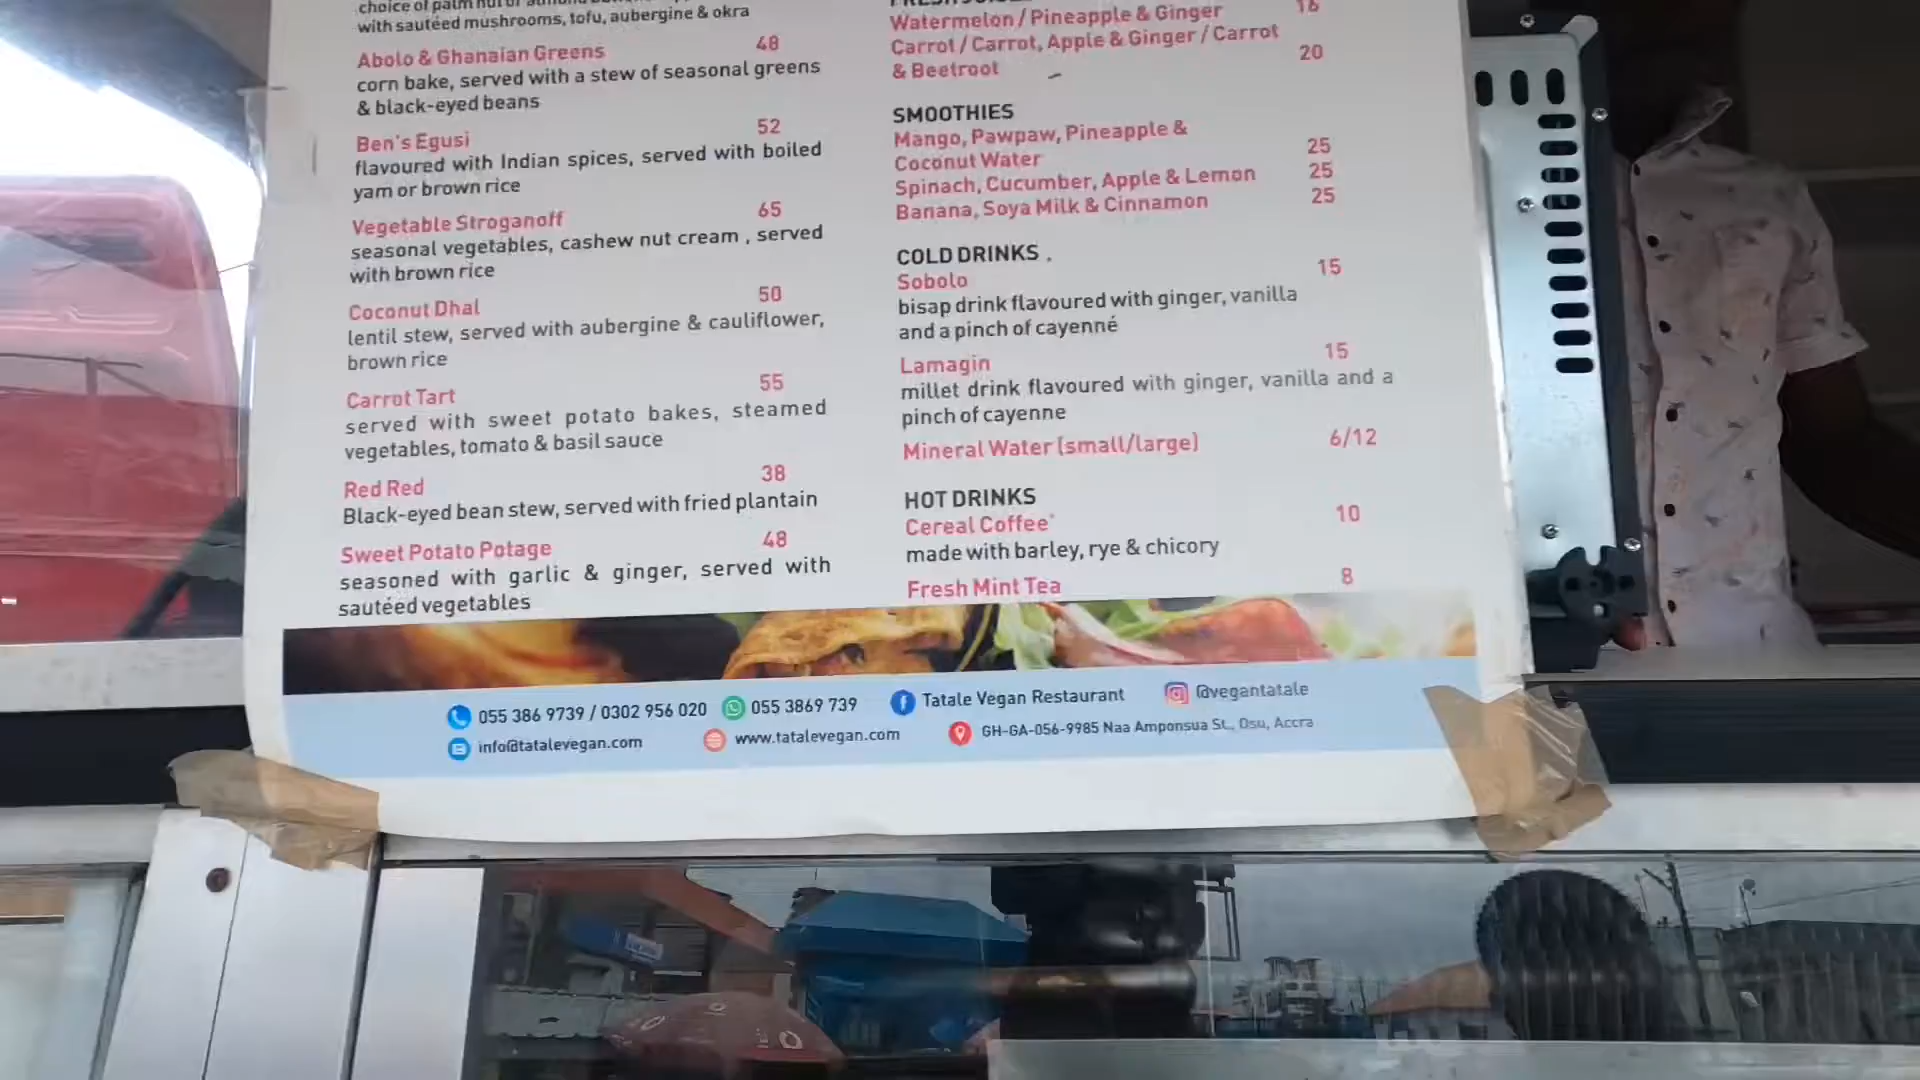 with sautéed mushrooms, tofu, aubergine & okra
Abolo & Ghanaian Greens 48
corn bake, served with a stew of seasonal greens
& black-eyed beans
Ben's Egusi 52
flavoured with Indian spices, served with boiled
yam or brown rice
Vegetable Stroganoff 65
seasonal vegetables, cashew nut cream , served
with brown rice
Coconut Dhal 50
lentil stew, served with aubergine & cauliflower,
brown rice
Carrot Tart 55
served with sweet potato bakes, steamed
vegetables, tomato & basil sauce
Red Red 38
Black-eyed bean stew, served with fried plantain
Sweet Potato Potage 48
seasoned with garlic & ginger, served with
sautéed vegetables
Watermelon / Pineapple & Ginger 16
Carrot / Carrot, Apple & Ginger / Carrot
& Beetroot 20
SMOOTHIES
Mango, Pawpaw, Pineapple &
Coconut Water 25
Spinach, Cucumber, Apple & Lemon 25
Banana, Soya Milk & Cinnamon 25
COLD DRINKS .
Sobolo 15
bisap drink flavoured with ginger, vanilla
and a pinch of cayenné
Lamagin 15
millet drink flavoured with ginger, vanilla and a
pinch of cayenne
Mineral Water (small/large) 6/12
HOT DRINKS
Cereal Coffee 10
made with barley, rye & chicory
Fresh Mint Tea 8
055 386 9739 / 0302 956 020 055 3869 739 Tatale Vegan Restaurant @vegantatale
info@tatalevegan.com www.tatalevegan.com GH-GA-056-9985 Naa Amponsua St., Osu, Accra